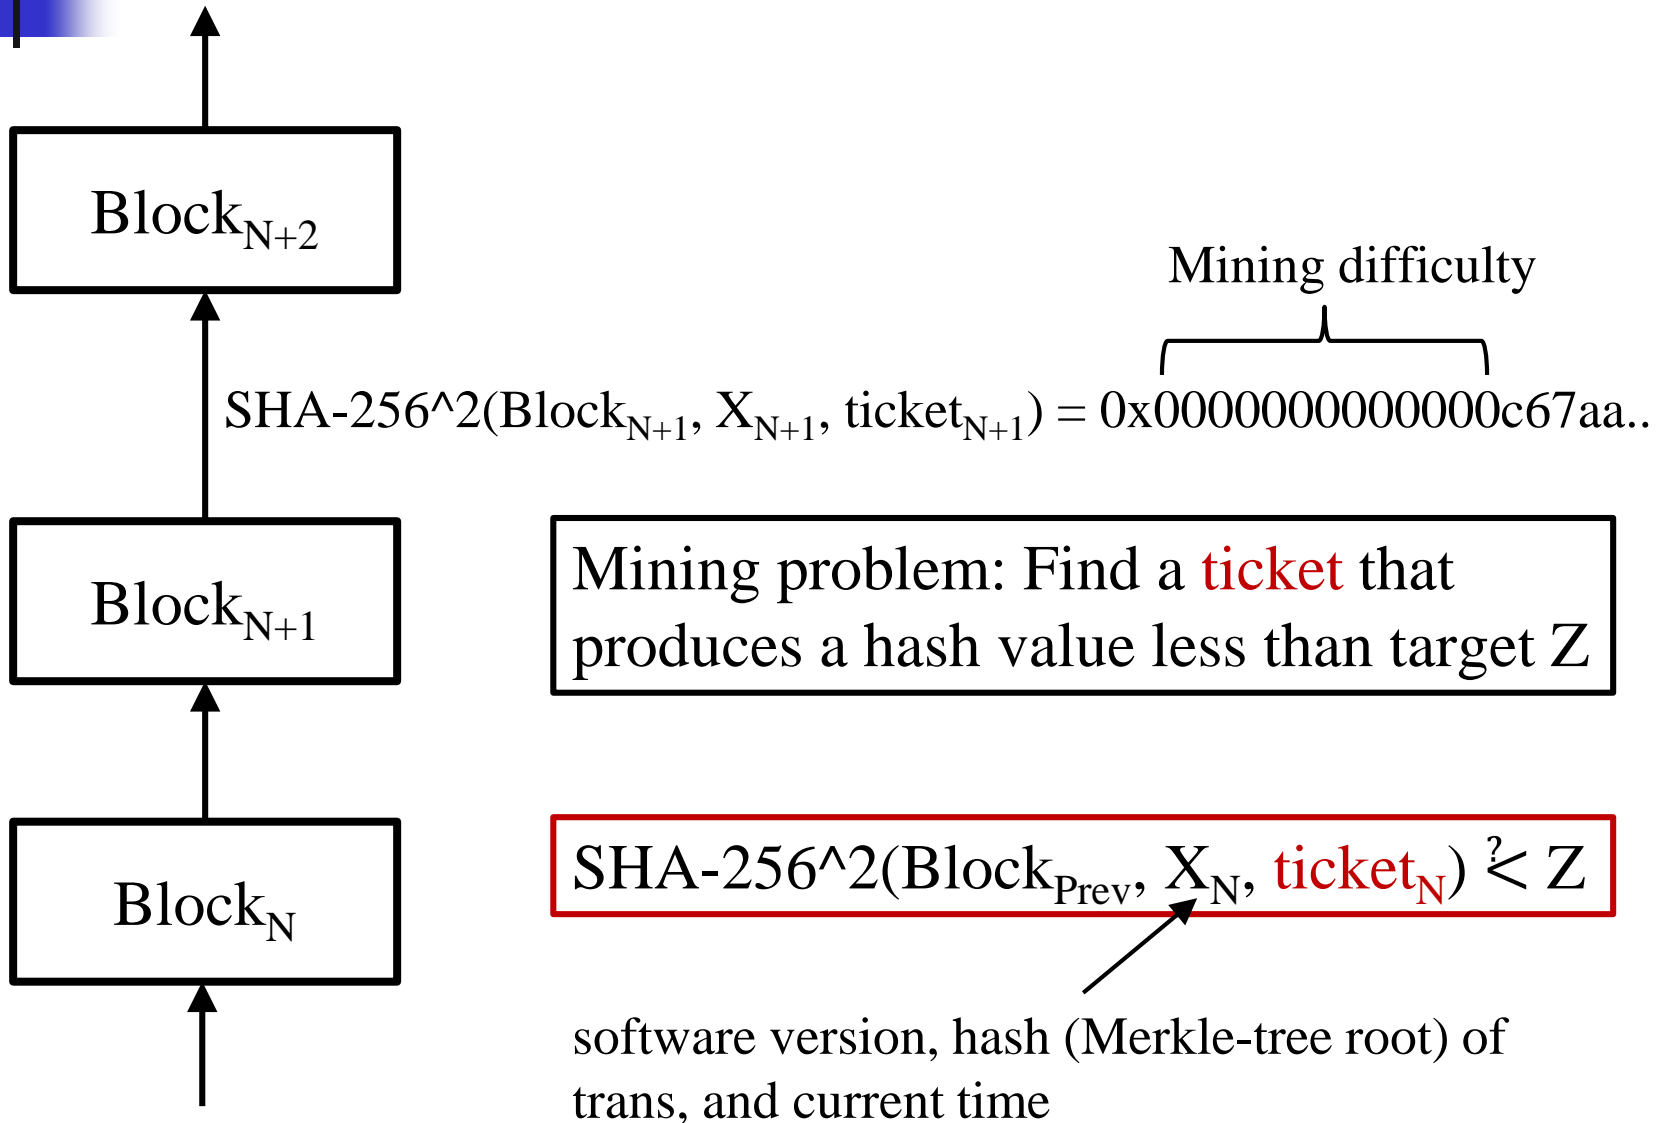 Block_{N+2}
Mining difficulty
SHA-256^2(Block_{N+1}, X_{N+1}, ticket_{N+1}) = 0x0000000000000c67aa..
Block_{N+1}
Mining problem: Find a ticket that
produces a hash value less than target Z
Block_N
SHA-256^2(Block_{Prev}, X_N, ticket_N) ?< Z
software version, hash (Merkle-tree root) of
trans, and current time